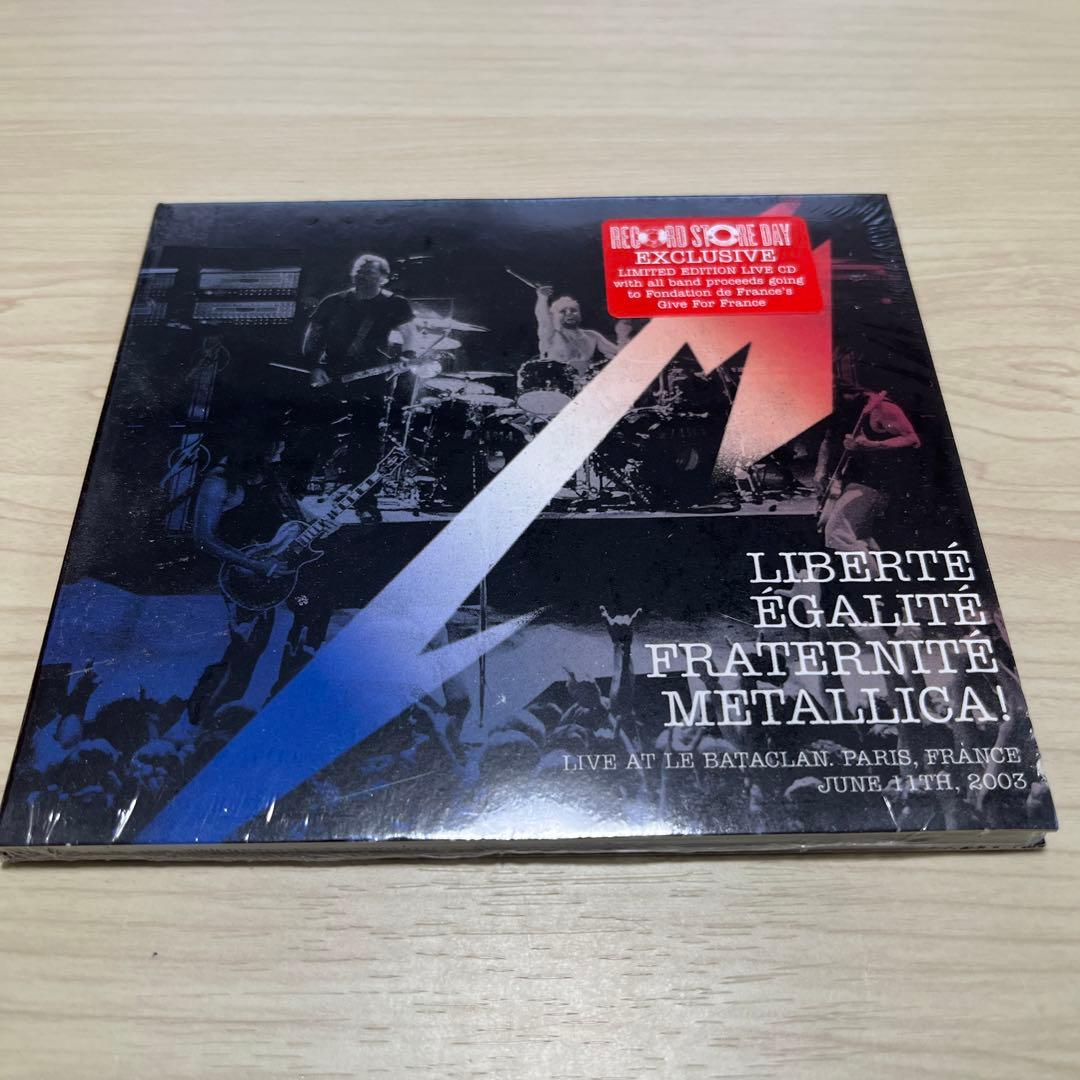 RECORD STORE DAY
EXCLUSIVE
LIMITED EDITION LIVE CD
with all band proceeds going
to Fondation de France's
Give For France
LIBERTÉ
ÉGALITÉ
FRATERNITÉ
METALLICA!
LIVE AT LE BATACLAN. PARIS, FRANCE
JUNE 11TH, 2003